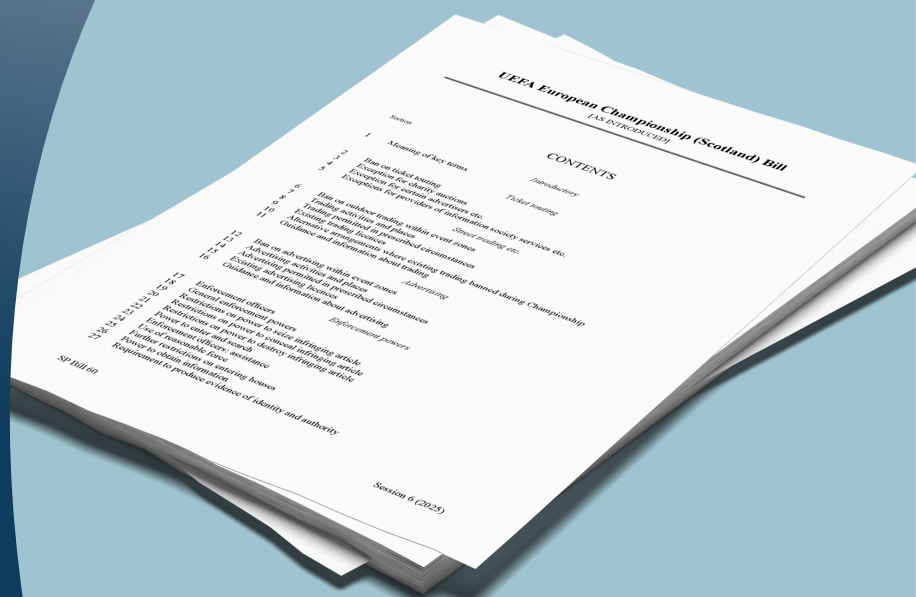 UEFA European Championship (Scotland) Bill
[AS INTRODUCED]
CONTENTS
Section
Introductory
1 Meaning of key terms
Ticket touting
2 Ban on ticket touting
3 Exception for charity auctions
4 Exception for certain advertisers etc.
5 Exceptions for providers of information society services etc.
Street trading etc.
6 Ban on outdoor trading within event zones
7 Trading activities and places
8 Trading permitted in prescribed circumstances
9 Existing trading licences
10 Alternative arrangements where existing trading banned during Championship
11 Guidance and information about trading
Advertising
12 Ban on advertising within event zones
13 Advertising activities and places
14 Advertising permitted in prescribed circumstances
15 Existing advertising licences
16 Guidance and information about advertising
Enforcement powers
17 Enforcement officers
18 General enforcement powers
19 Restrictions on power to seize infringing article
20 Restrictions on power to conceal infringing article
21 Restrictions on power to destroy infringing article
22 Power to enter and search
23 Enforcement officers: assistance
24 Use of reasonable force
25 Further restrictions on entering houses
26 Power to obtain information
27 Requirement to produce evidence of identity and authority
SP Bill 60
Session 6 (2025)